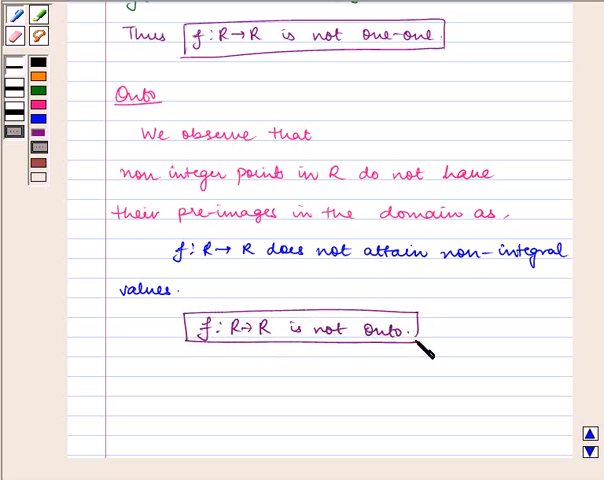 Thus f : R→R is not one-one.
Onto
We observe that
non integer points in R do not have
their pre-images in the domain as,
f : R→ R does not attain non-integral
values.
f : R→R is not onto.